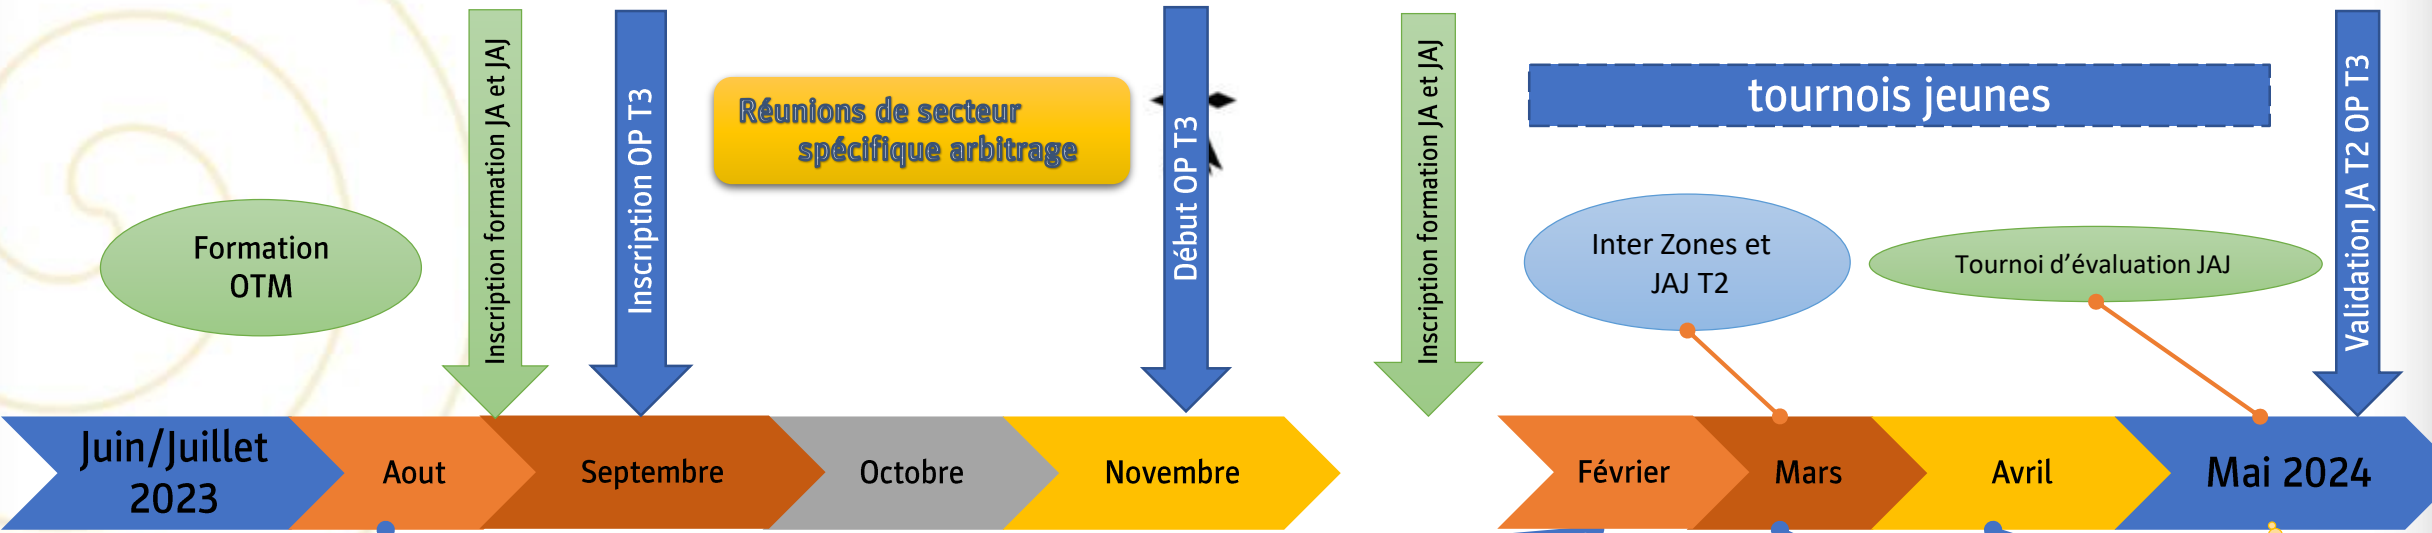 Formation
OTM
Inscription formation JA et JAJ
Inscription OP T3
Réunions de secteur
spécifique arbitrage
Début OP T3
Inscription formation JA et JAJ
tournois jeunes
Inter Zones et
JAJ T2
Tournoi d'évaluation JAJ
Validation JA T2 OP T3
Juin/Juillet
2023
Aout
Septembre
Octobre
Novembre
Février
Mars
Avril
Mai 2024